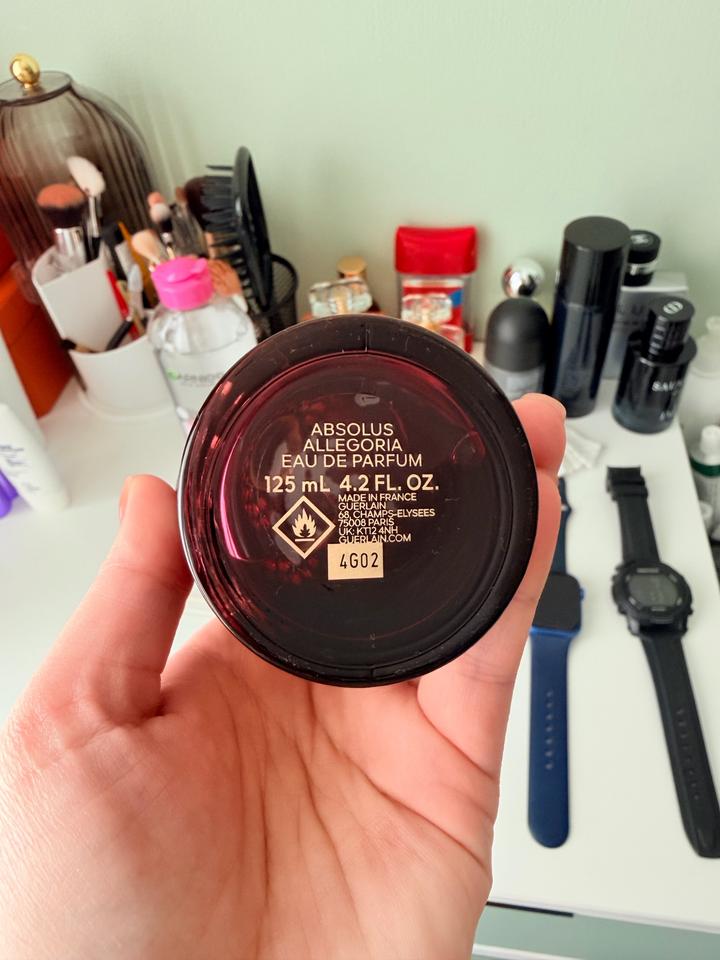 ABSOLUS
ALLEGORIA
EAU DE PARFUM
125 mL 4.2 FL. OZ.
MADE IN FRANCE
GUERLAIN
68, CHAMPS-ELYSEES
75008 PARIS
UK: KT12 4NH
GUERLAIN.COM
4G02